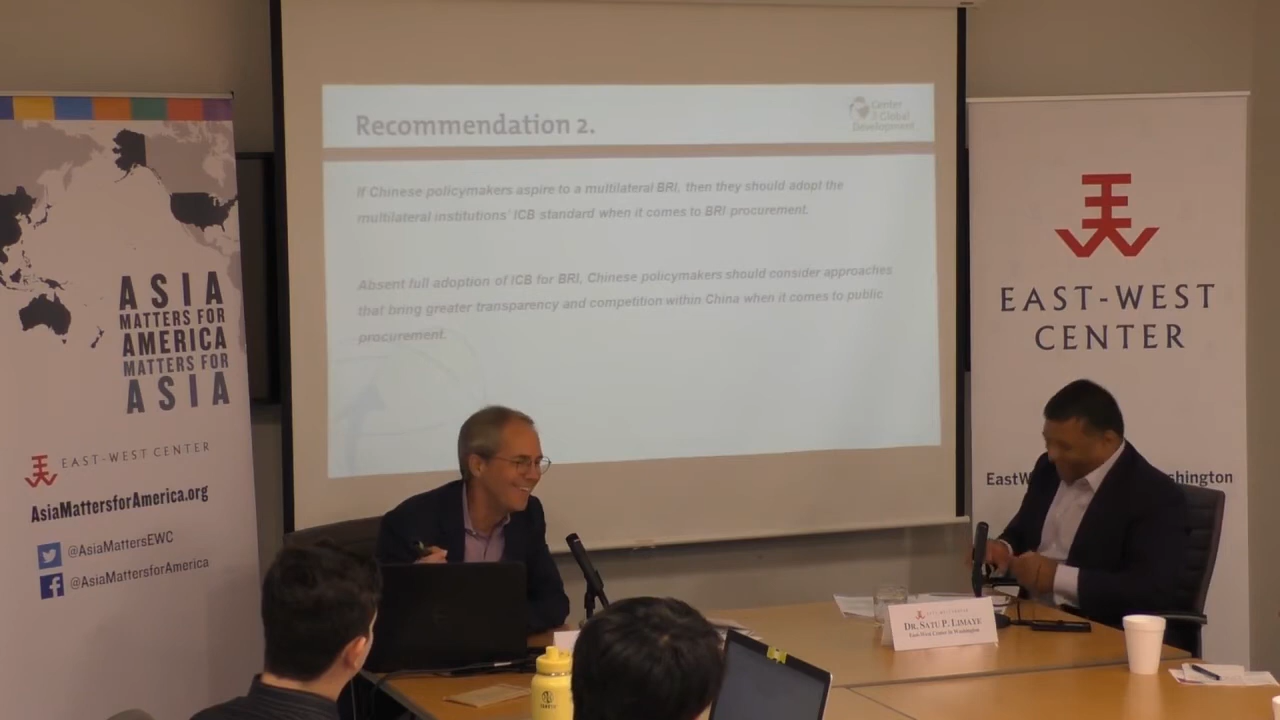 Recommendation 2.
Center
Global
Development
If Chinese policymakers aspire to a multilateral BRI, then they should adopt the
multilateral institutions' ICB standard when it comes to BRI procurement.
Absent full adoption of ICB for BRI, Chinese policymakers should consider approaches
that bring greater transparency and competition within China when it comes to public
procurement.
ASIA
MATTERS FOR
AMERICA
MATTERS FOR
ASIA
EAST-WEST CENTER
AsiaMattersforAmerica.org
@AsiaMattersEWC
@AsiaMattersforAmerica
EAST-WEST
CENTER
DR. SATU P. LIMAYE
East-West Center in Washington